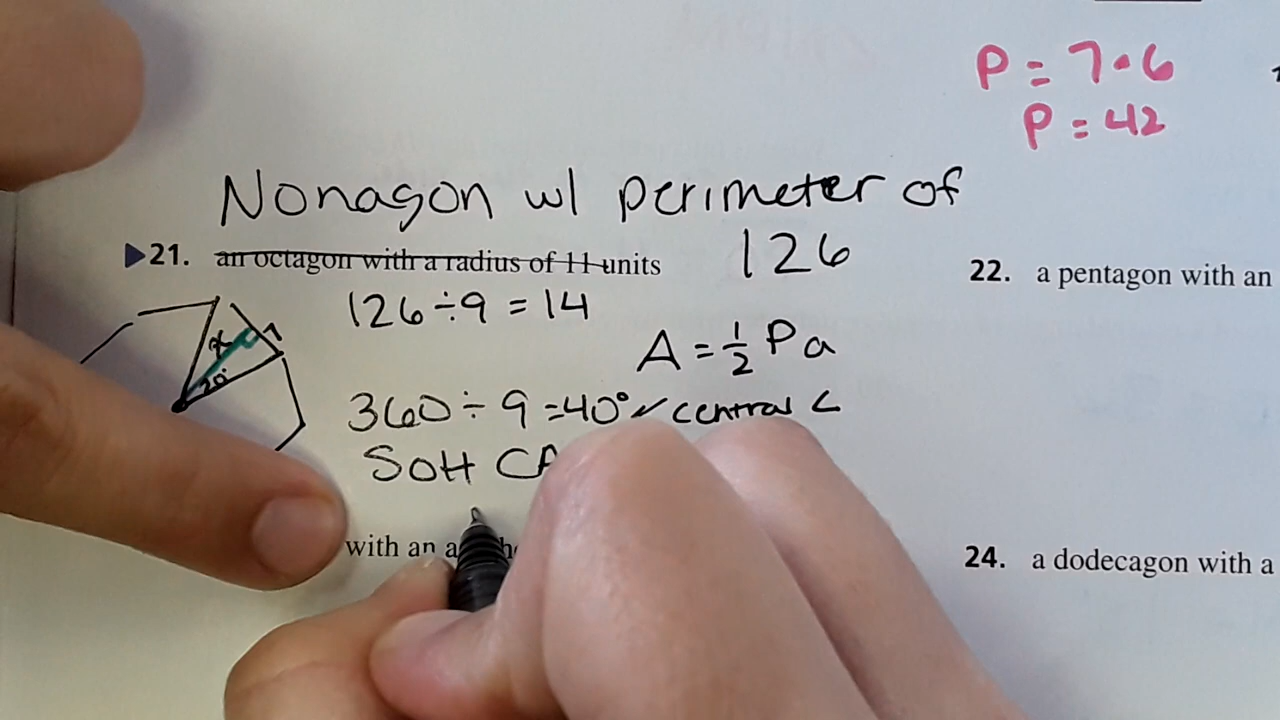 P = 7·6
P = 42
Nonagon w/ perimeter of
126
▶21. an octagon with a radius of 11 units
22. a pentagon with an
126÷9 = 14
A = 1/2 Pa
x 7
20°
360 ÷ 9 = 40° ✓ central <
SOH CA
with an a
24. a dodecagon with a